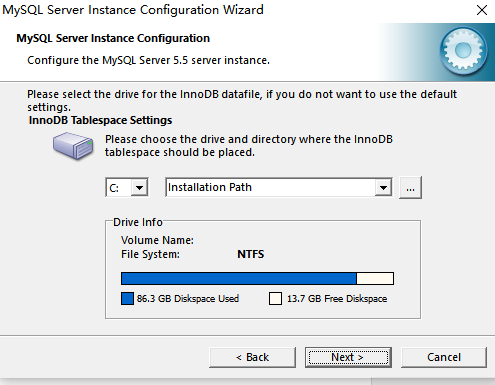 MySQL Server Instance Configuration Wizard
MySQL Server Instance Configuration
Configure the MySQL Server 5.5 server instance.
Please select the drive for the InnoDB datafile, if you do not want to use the default
settings.
InnoDB Tablespace Settings
Please choose the drive and directory where the InnoDB
tablespace should be placed.
C: Installation Path ...
Drive Info
Volume Name:
File System: NTFS
86.3 GB Diskspace Used 13.7 GB Free Diskspace
< Back Next > Cancel